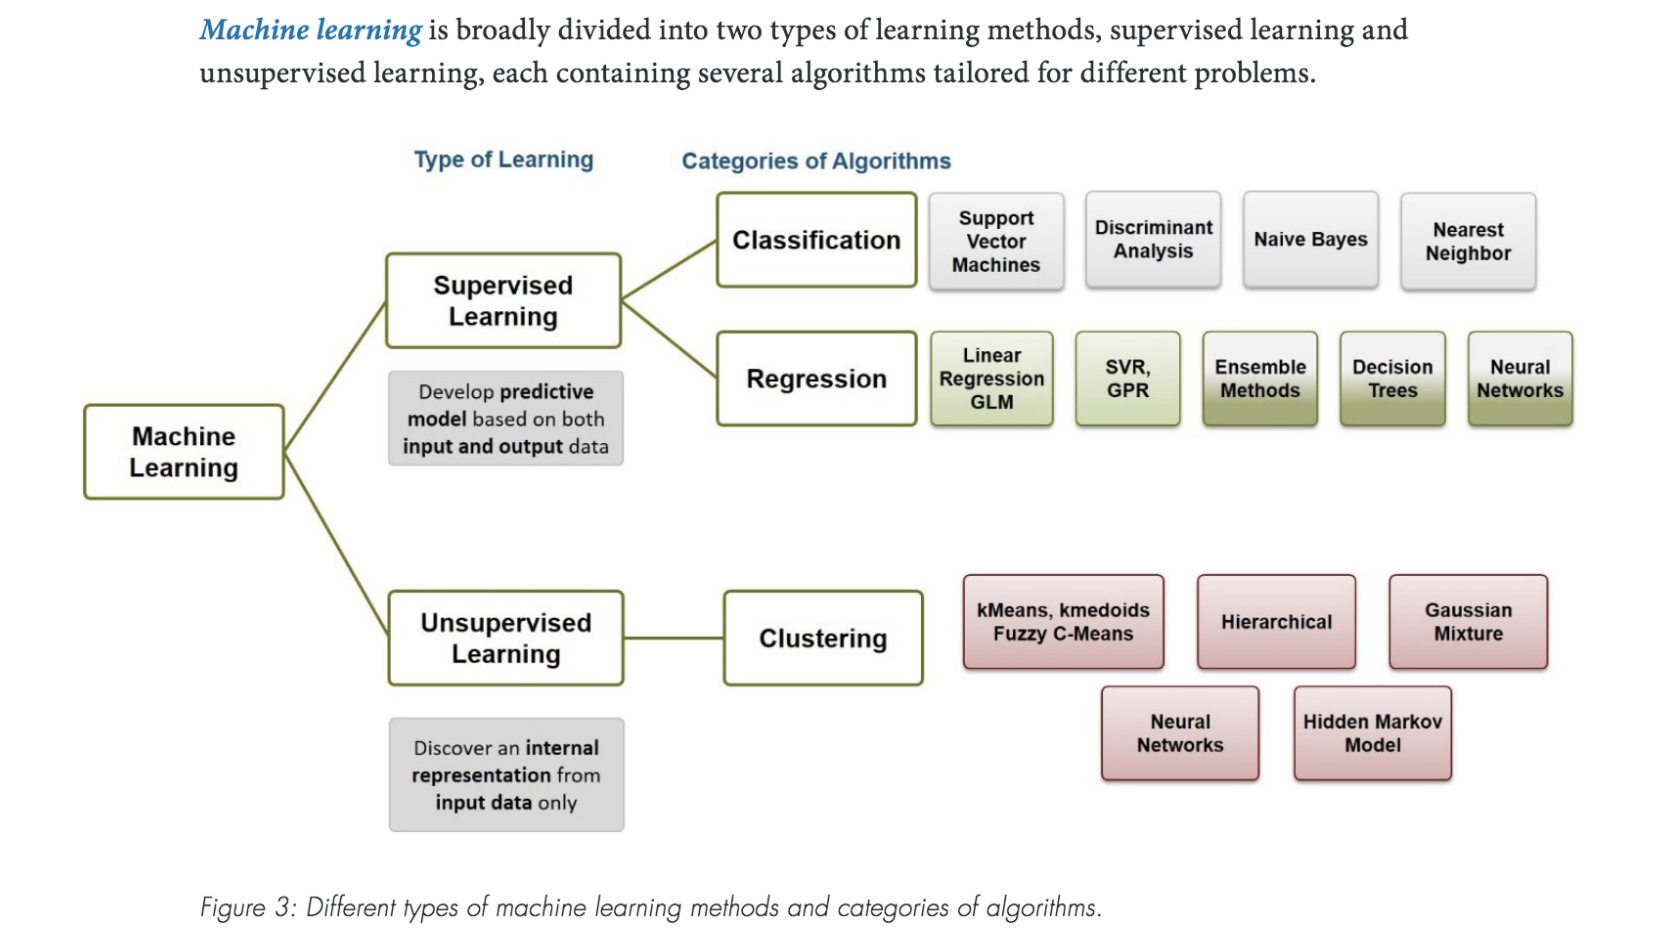 Machine learning is broadly divided into two types of learning methods, supervised learning and
unsupervised learning, each containing several algorithms tailored for different problems.
Type of Learning
Categories of Algorithms
Machine
Learning
Supervised
Learning
Develop predictive
model based on both
input and output data
Classification
Support
Vector
Machines
Discriminant
Analysis
Naive Bayes
Nearest
Neighbor
Regression
Linear
Regression
GLM
SVR,
GPR
Ensemble
Methods
Decision
Trees
Neural
Networks
Unsupervised
Learning
Discover an internal
representation from
input data only
Clustering
kMeans, kmedoids
Fuzzy C-Means
Hierarchical
Gaussian
Mixture
Neural
Networks
Hidden Markov
Model
Figure 3: Different types of machine learning methods and categories of algorithms.